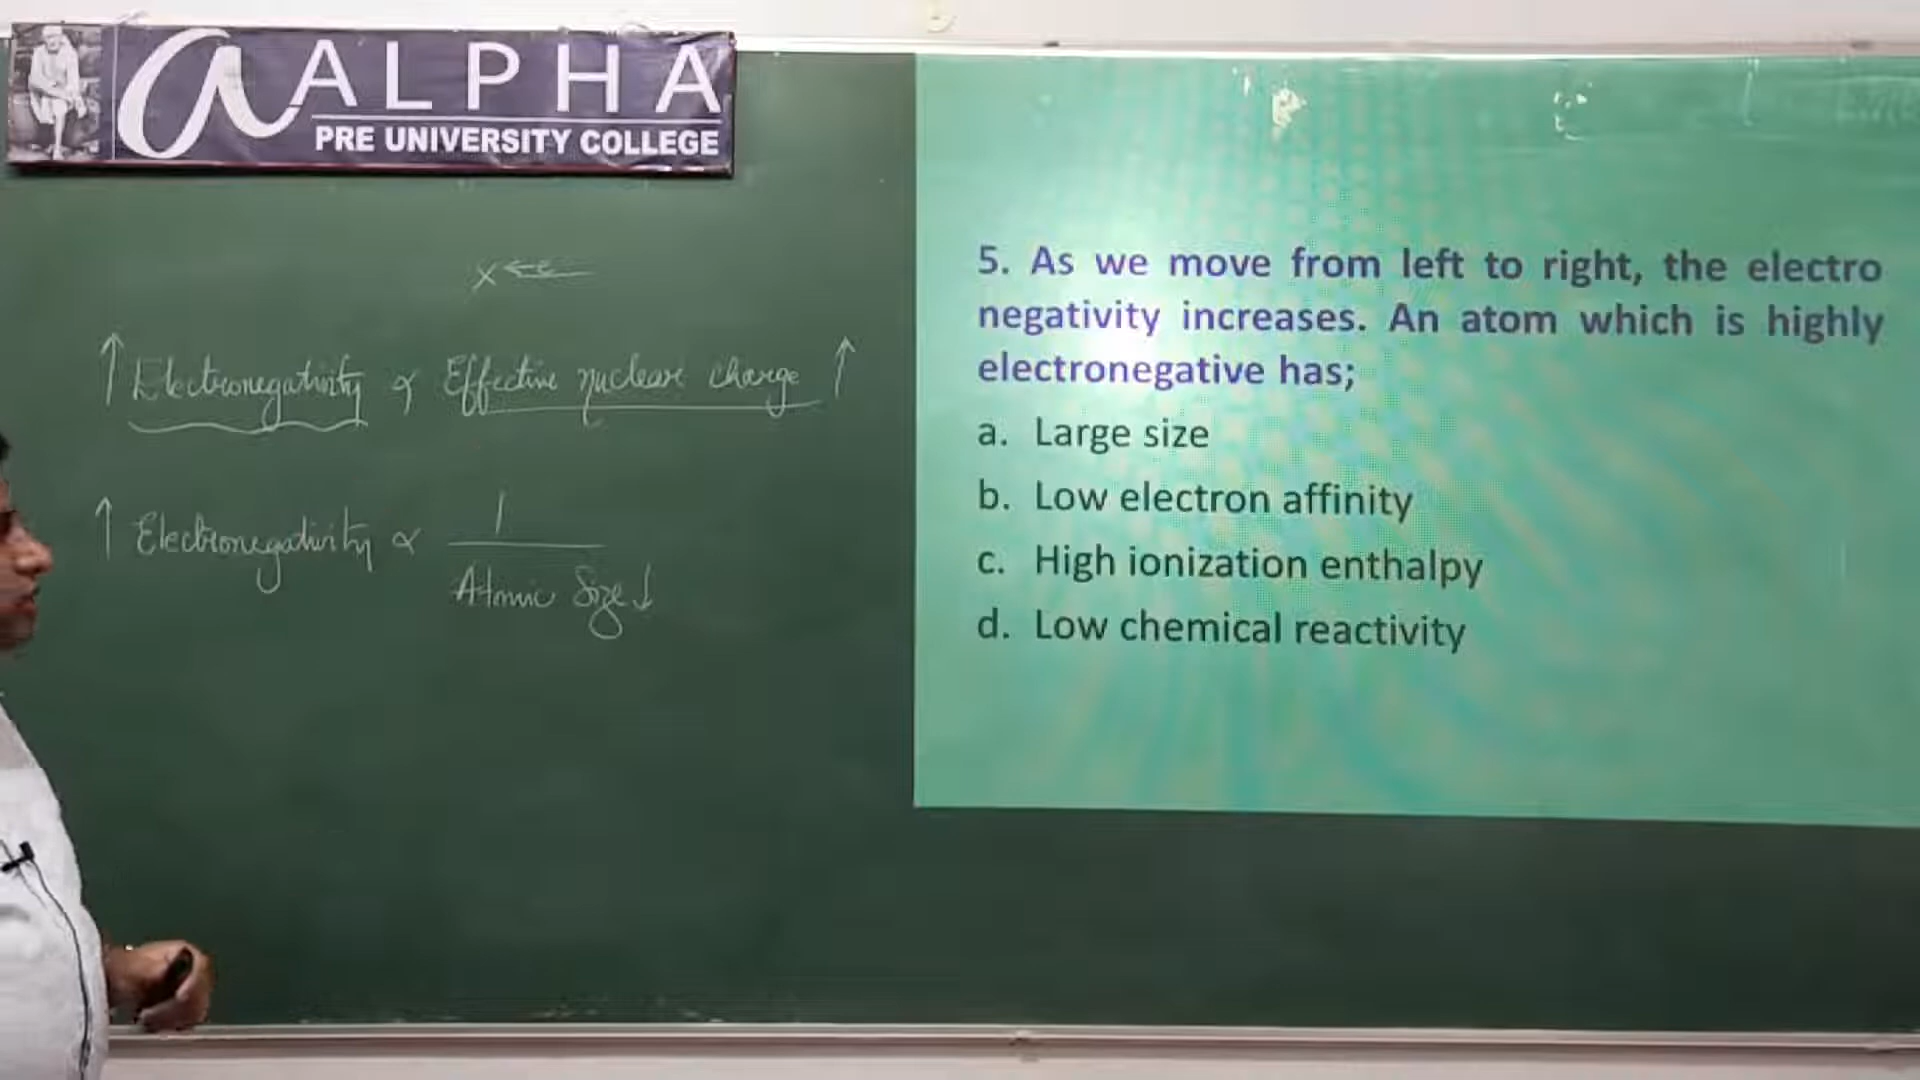 a ALPHA
PRE UNIVERSITY COLLEGE
x ← e
↑ Electronegativity ∝ Effective nuclear charge ↑
↑ Electronegativity ∝ 1
Atomic Size ↓
5. As we move from left to right, the electro
negativity increases. An atom which is highly
electronegative has;
a. Large size
b. Low electron affinity
c. High ionization enthalpy
d. Low chemical reactivity